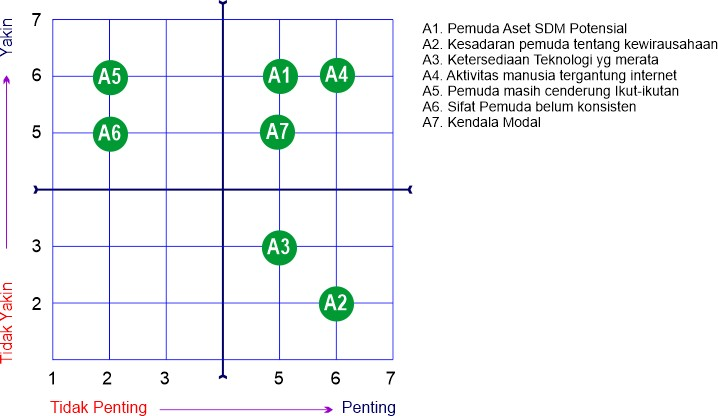 7
Yakin
6
5
3
2
Tidak Yakin
A5
A1
A4
A6
A7
A3
A2
1
2
3
5
6
7
Tidak Penting
Penting
A1. Pemuda Aset SDM Potensial
A2. Kesadaran pemuda tentang kewirausahaan
A3. Ketersediaan Teknologi yg merata
A4. Aktivitas manusia tergantung internet
A5. Pemuda masih cenderung Ikut-ikutan
A6. Sifat Pemuda belum konsisten
A7. Kendala Modal